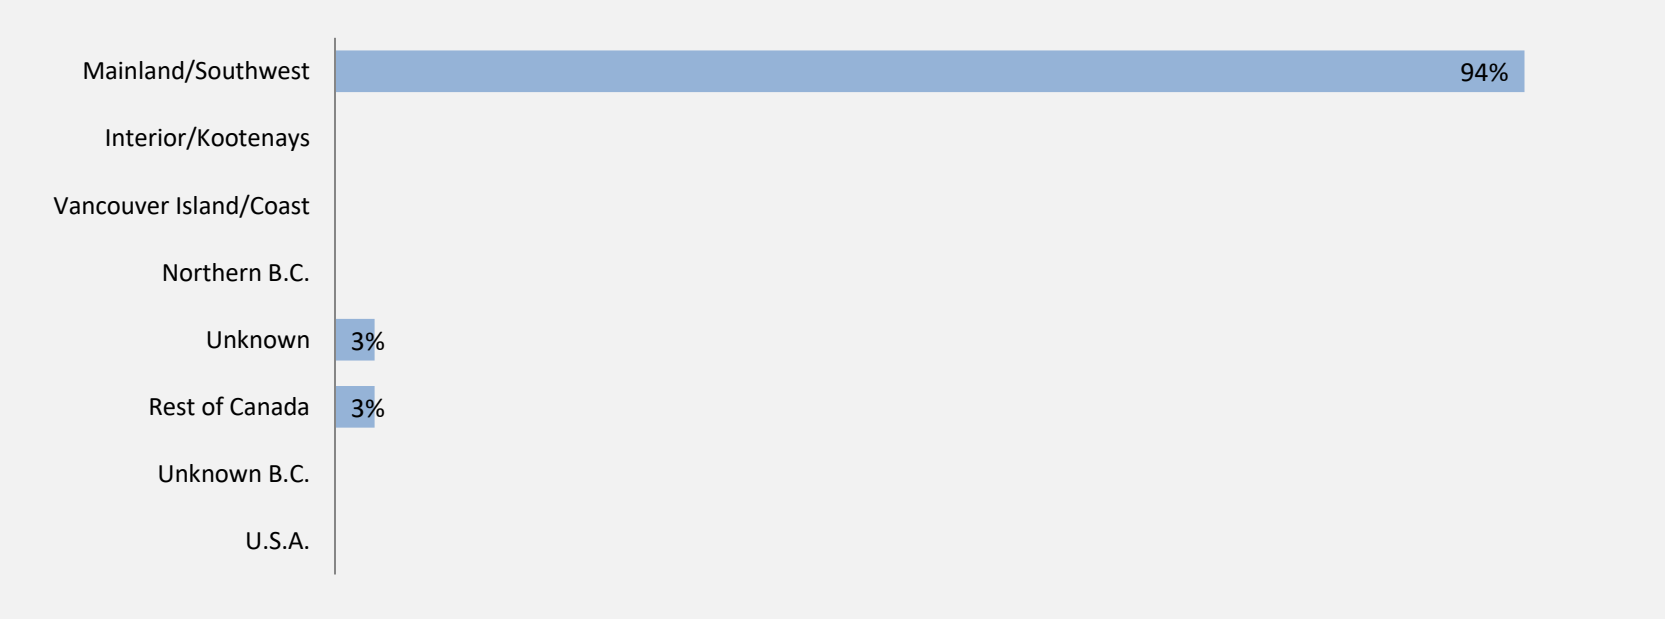 Mainland/Southwest 94%
Interior/Kootenays
Vancouver Island/Coast
Northern B.C.
Unknown 3%
Rest of Canada 3%
Unknown B.C.
U.S.A.